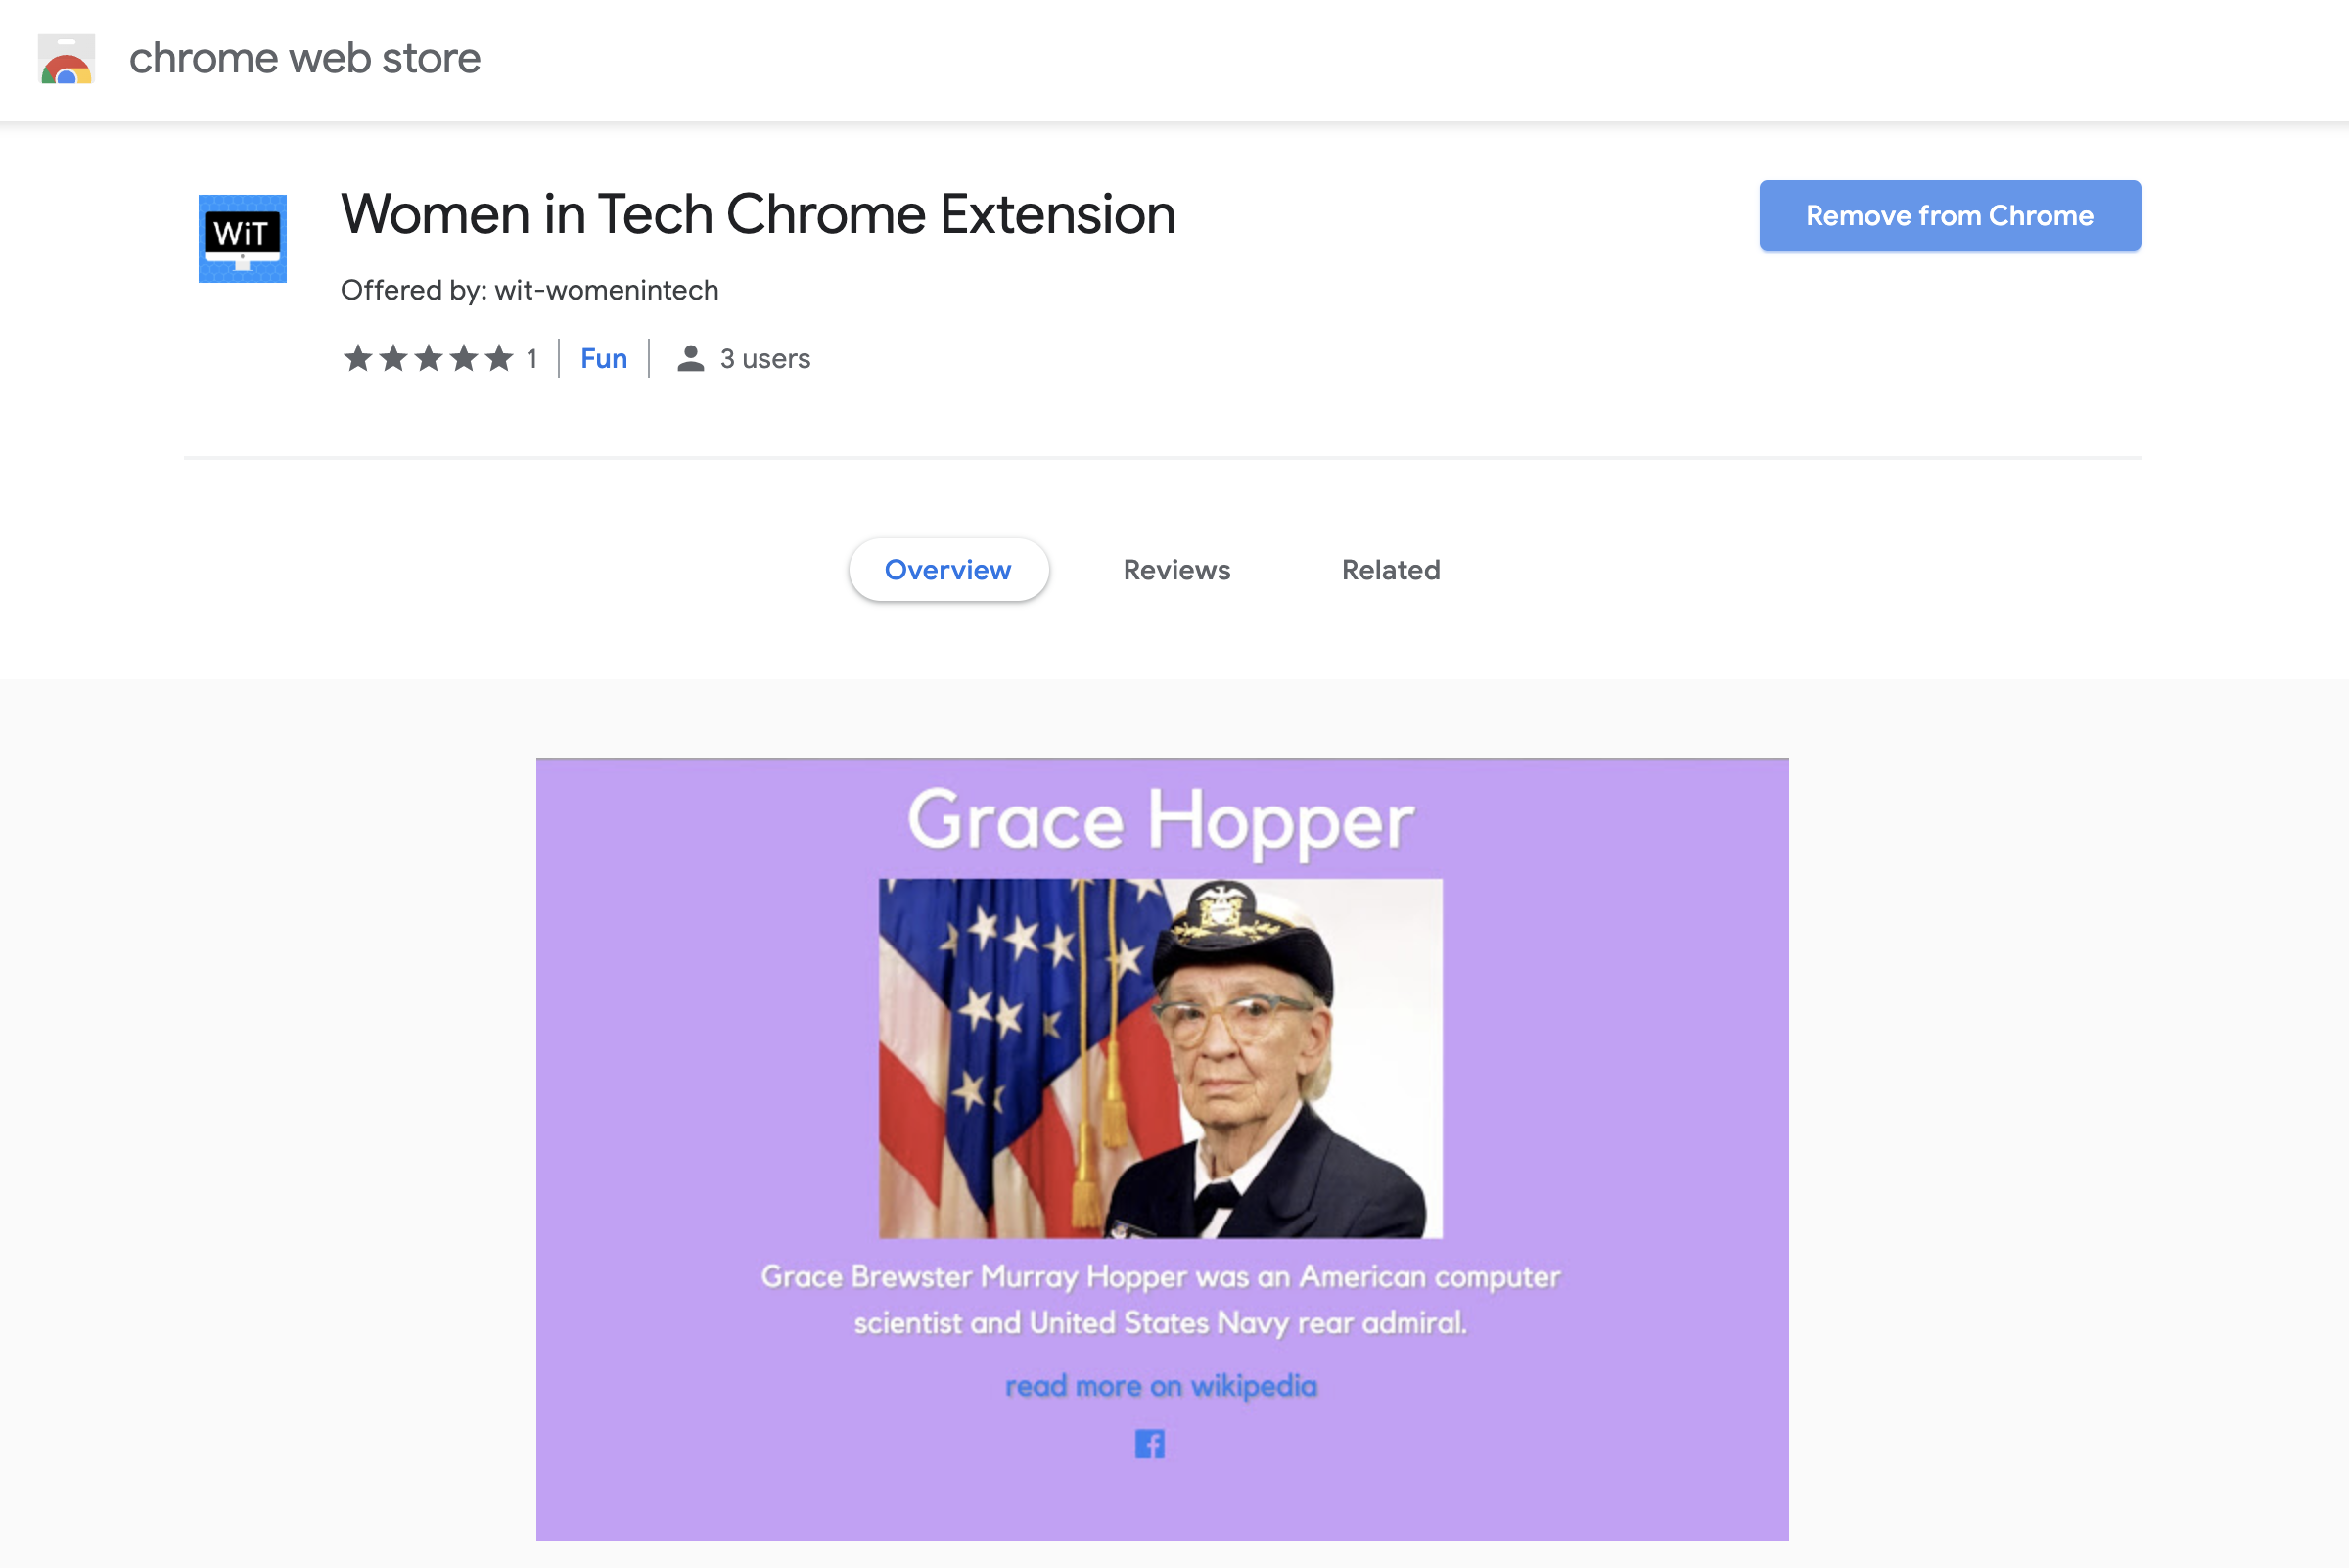 chrome web store
WiT
Women in Tech Chrome Extension
Remove from Chrome
Offered by: wit-womenintech
1
Fun
3 users
Overview
Reviews
Related
Grace Hopper
Grace Brewster Murray Hopper was an American computer
scientist and United States Navy rear admiral.
read more on wikipedia